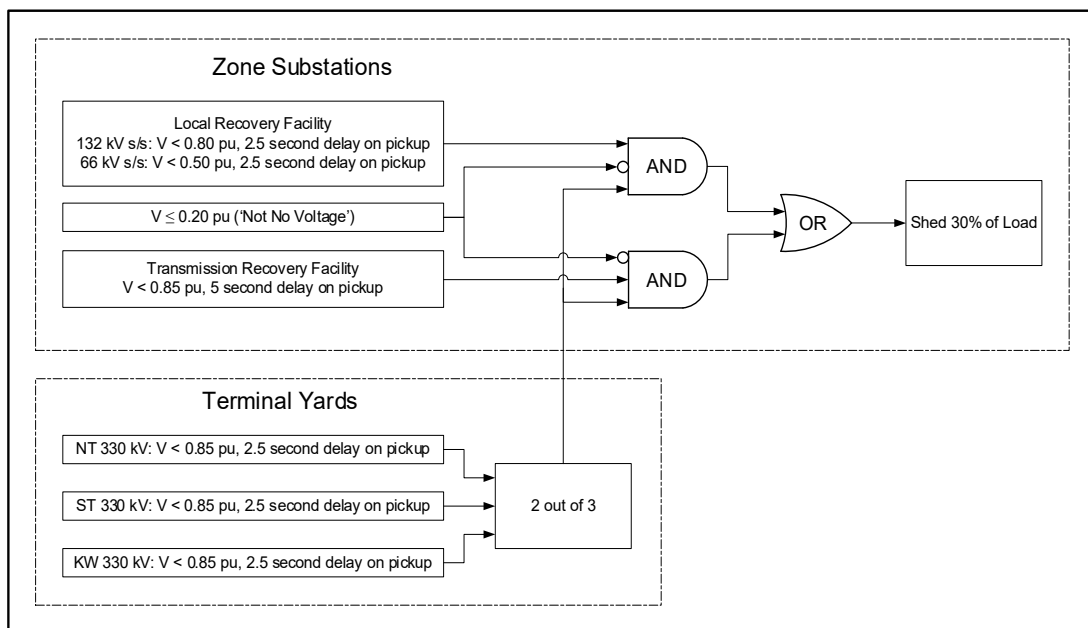 Zone Substations
Local Recovery Facility
132 kV s/s: V < 0.80 pu, 2.5 second delay on pickup
66 kV s/s: V < 0.50 pu, 2.5 second delay on pickup
V ≤ 0.20 pu (‘Not No Voltage’)
Transmission Recovery Facility
V < 0.85 pu, 5 second delay on pickup
AND
AND
OR
Shed 30% of Load
Terminal Yards
NT 330 kV: V < 0.85 pu, 2.5 second delay on pickup
ST 330 kV: V < 0.85 pu, 2.5 second delay on pickup
KW 330 kV: V < 0.85 pu, 2.5 second delay on pickup
2 out of 3